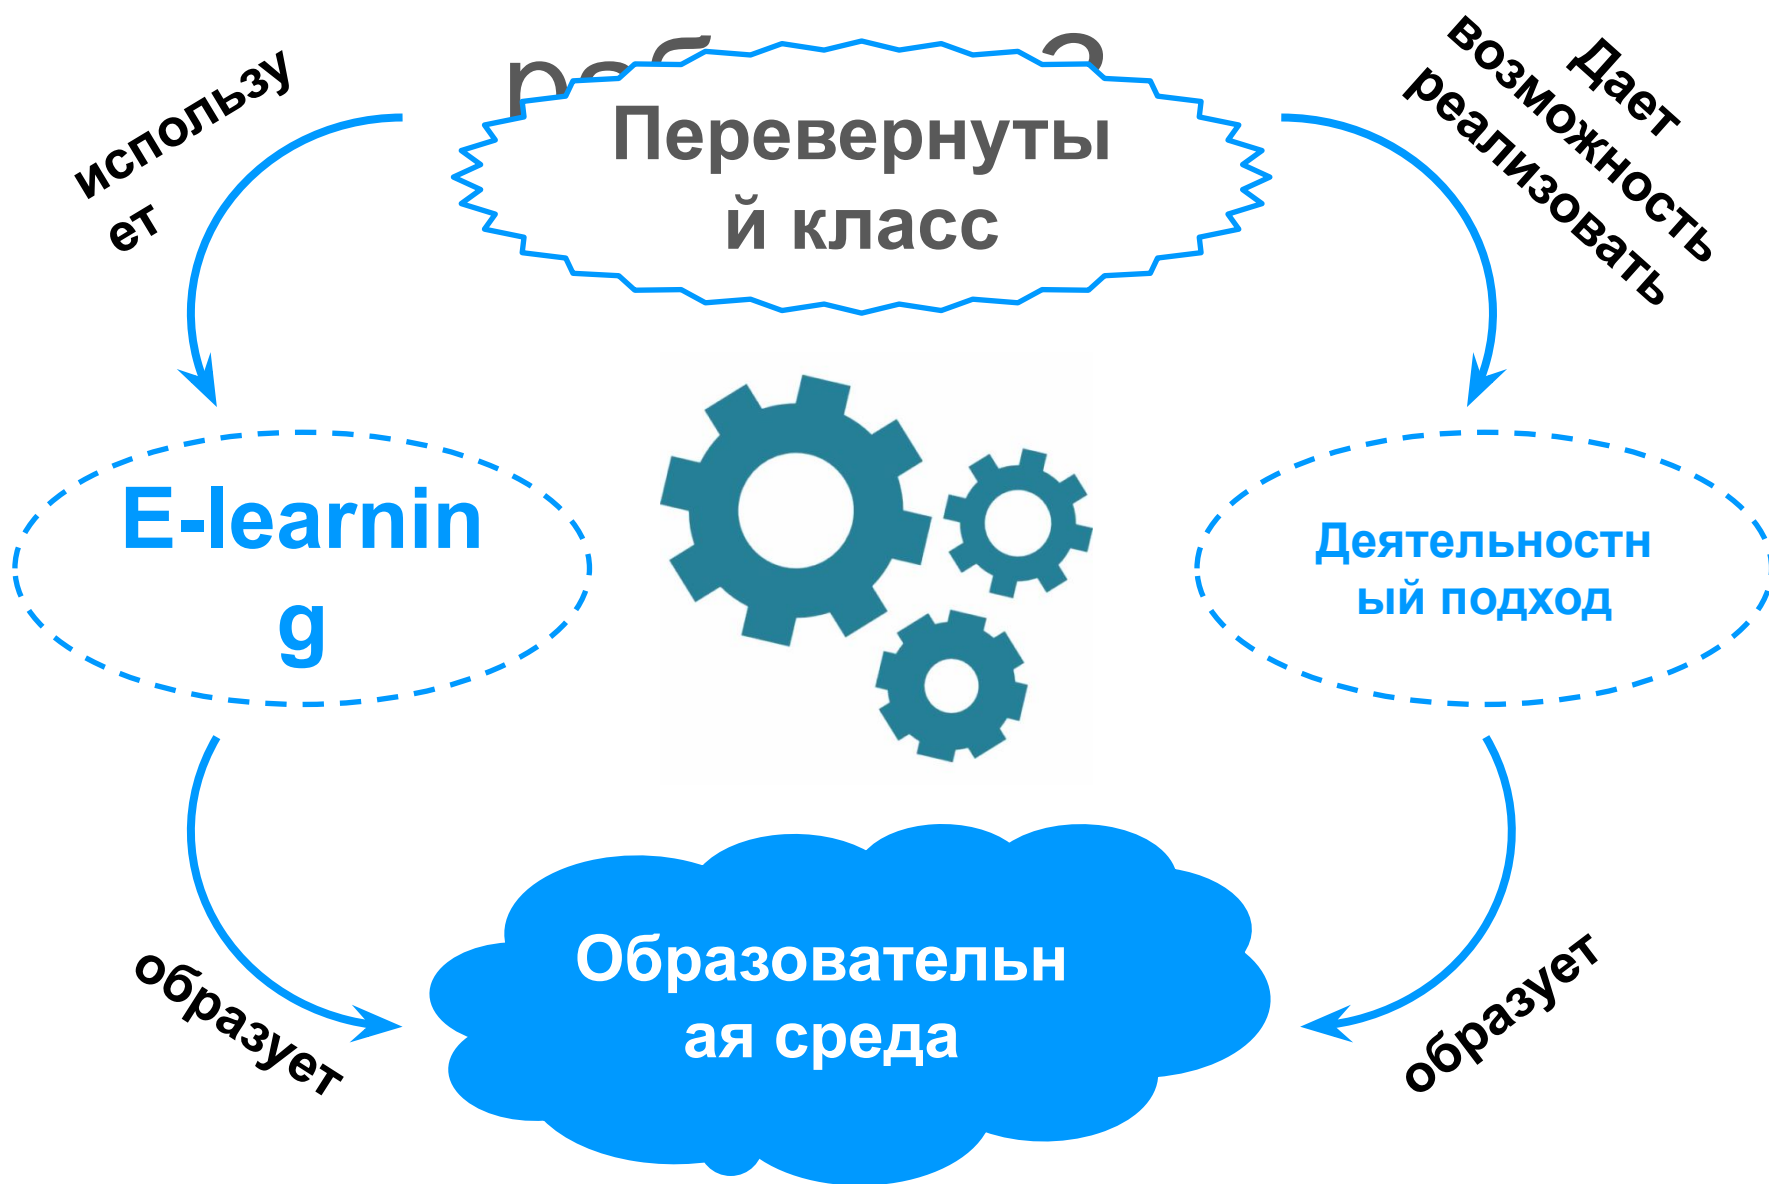 использу
ет
Перевернуты
й класс
Дает
возможность
реализовать
E-learnin
g
Деятельностн
ый подход
Образовательн
ая среда
образует
образует